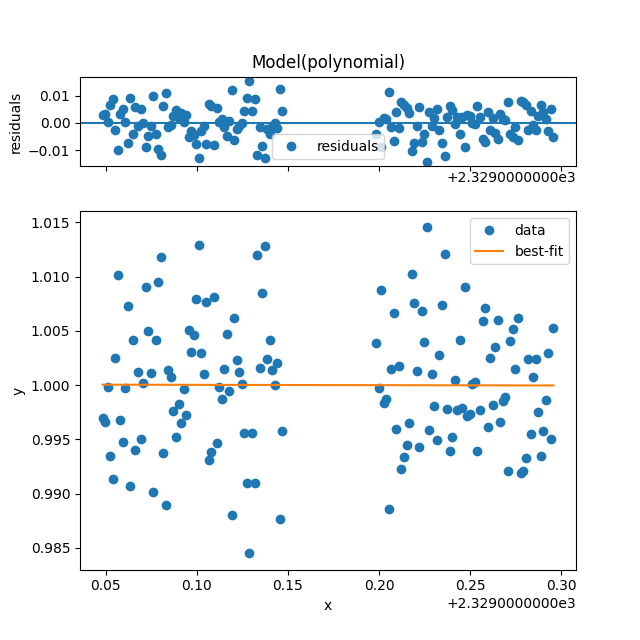 Model(polynomial)
residuals
0.01
0.00
−0.01
residuals
+2.3290000000e3
y
1.015
1.010
1.005
1.000
0.995
0.990
0.985
data
best-fit
0.05 0.10 0.15 0.20 0.25 0.30
x
+2.3290000000e3